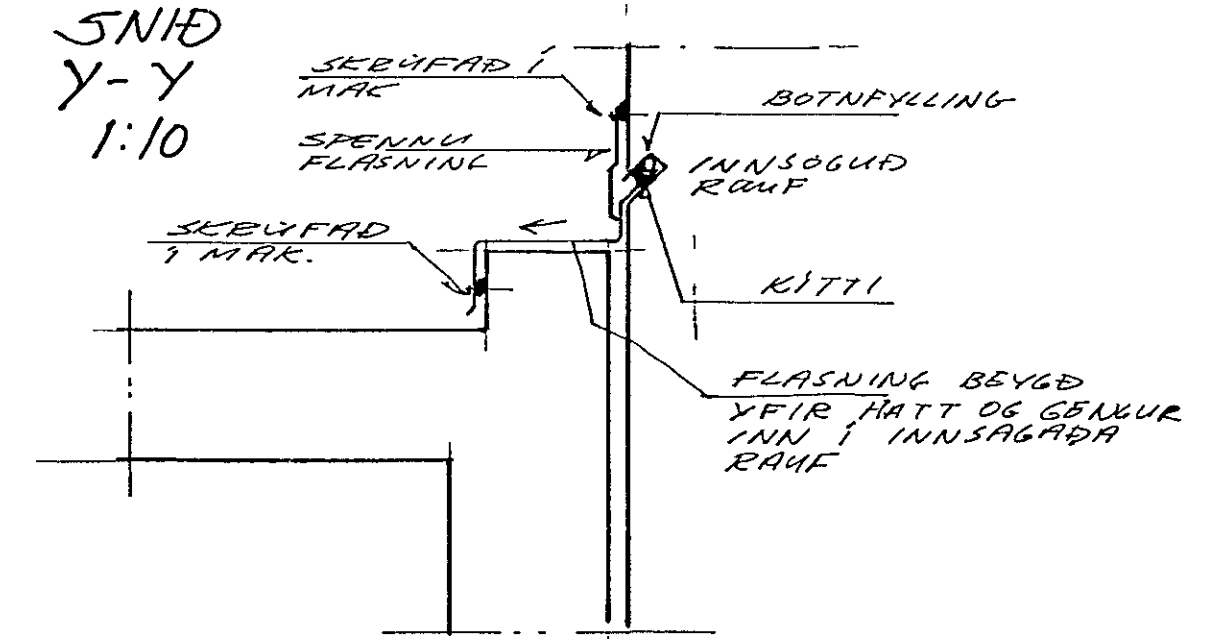 SNIÐ
Y-Y
1:10
SKRÚFAÐ Í
MAK
SPENNU
FLASNING
SKRÚFAÐ
Í MAK.
BOTNFYLLING
INNSÖGUÐ
RAUF
KÍTTI
FLASNING BEYGÐ
YFIR HATT OG GENGUR
INN Í INNSAGAÐA
RAUF